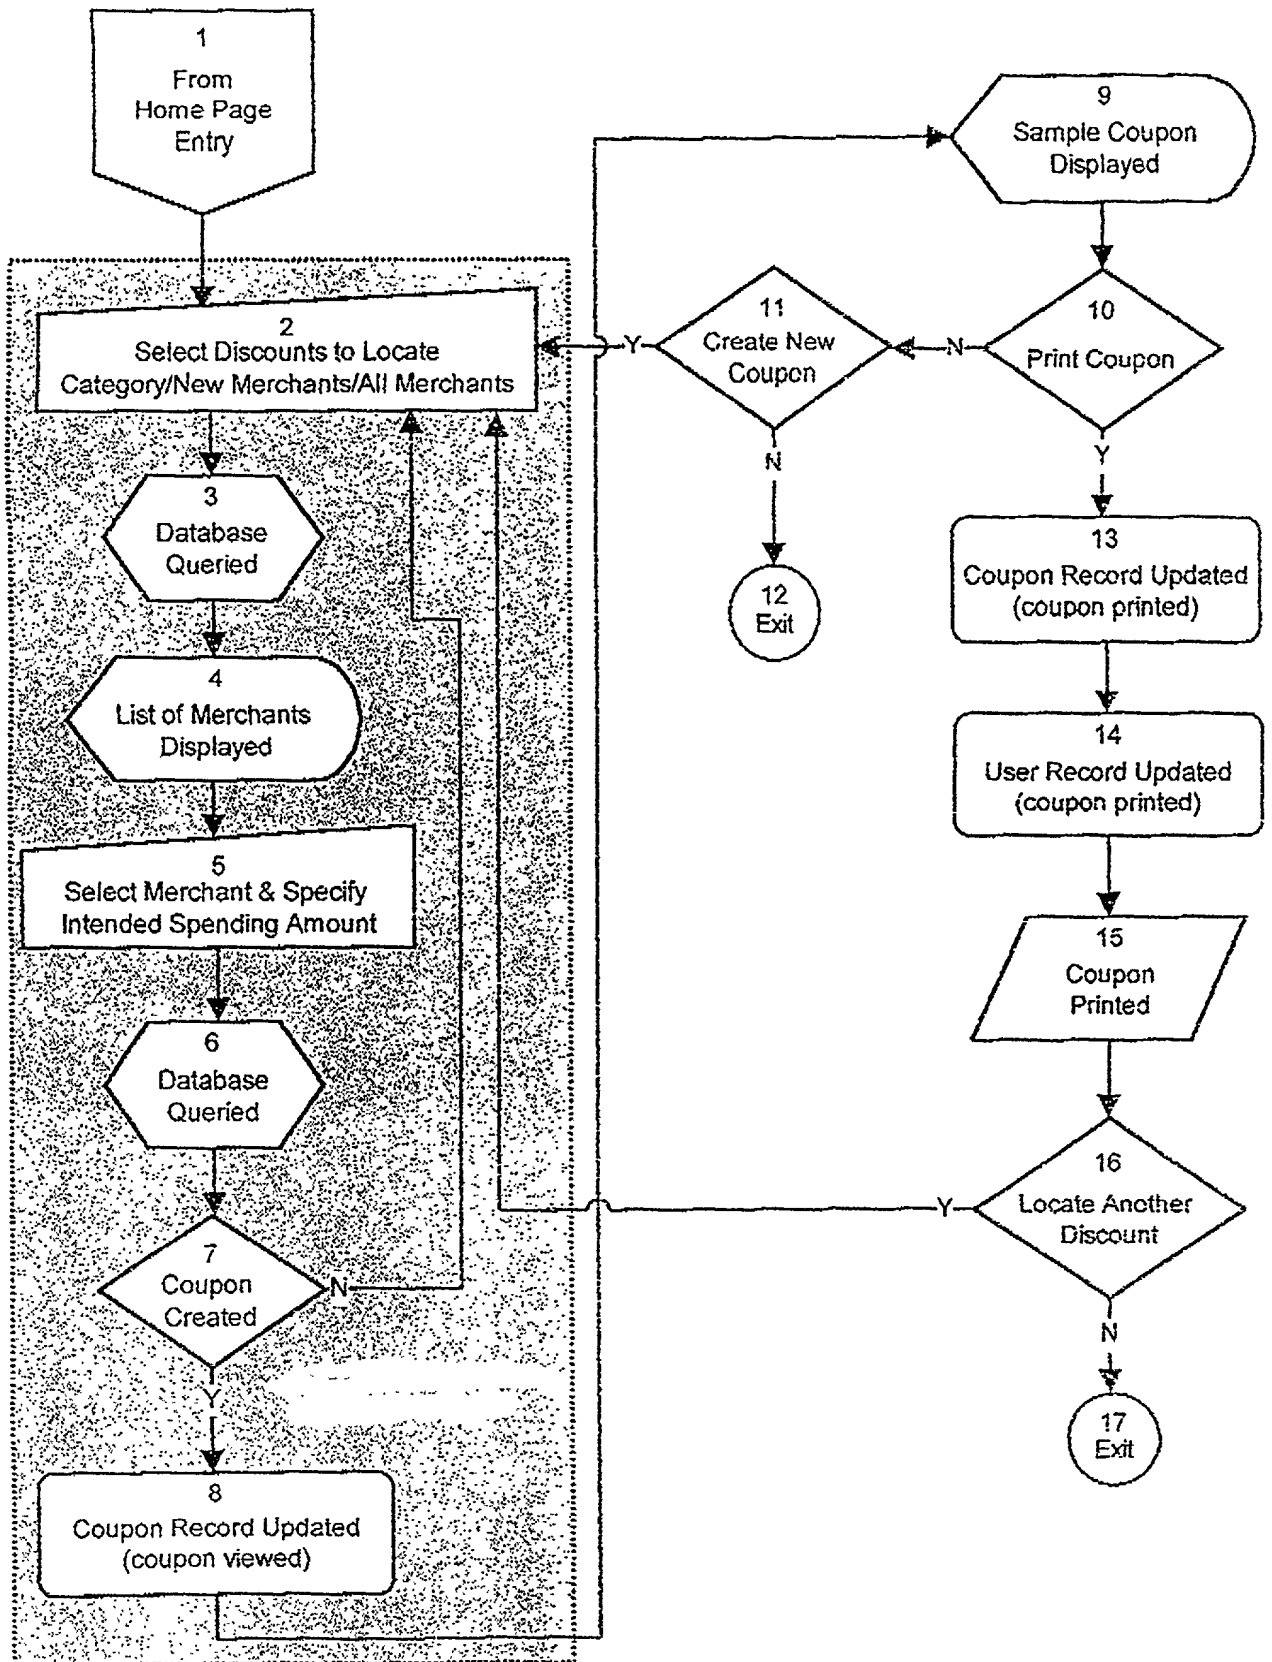 1
From
Home Page
Entry
2
Select Discounts to Locate
Category/New Merchants/All Merchants
3
Database
Queried
4
List of Merchants
Displayed
5
Select Merchant & Specify
Intended Spending Amount
6
Database
Queried
7
Coupon
Created
N
Y
8
Coupon Record Updated
(coupon viewed)
9
Sample Coupon
Displayed
10
Print Coupon
N
Y
11
Create New
Coupon
Y
N
12
Exit
13
Coupon Record Updated
(coupon printed)
14
User Record Updated
(coupon printed)
15
Coupon
Printed
16
Locate Another
Discount
Y
N
17
Exit